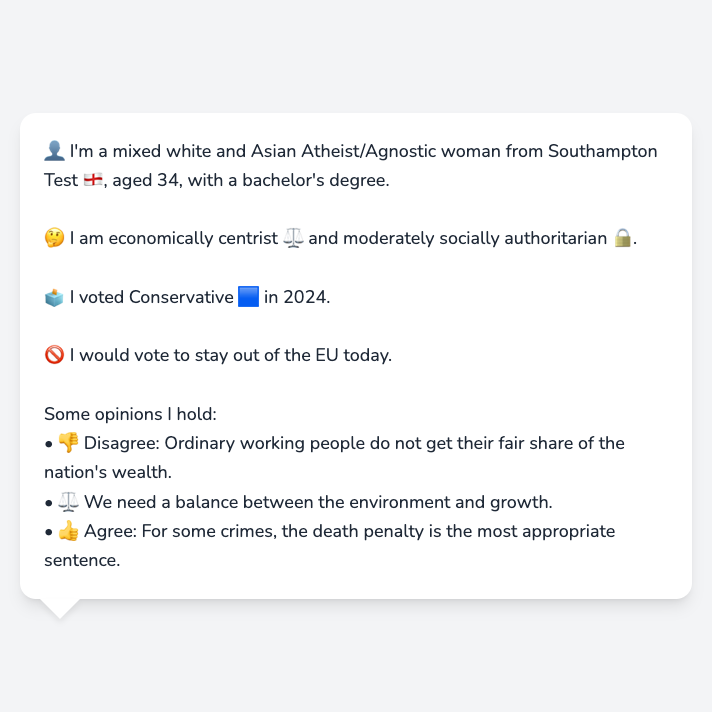 👤 I'm a mixed white and Asian Atheist/Agnostic woman from Southampton
Test 🏴󠁧󠁢󠁥󠁮󠁧󠁿, aged 34, with a bachelor's degree.
🤔 I am economically centrist ⚖️ and moderately socially authoritarian 🔒.
🗳️ I voted Conservative 🟦 in 2024.
🚫 I would vote to stay out of the EU today.
Some opinions I hold:
• 👎 Disagree: Ordinary working people do not get their fair share of the
nation's wealth.
• ⚖️ We need a balance between the environment and growth.
• 👍 Agree: For some crimes, the death penalty is the most appropriate
sentence.